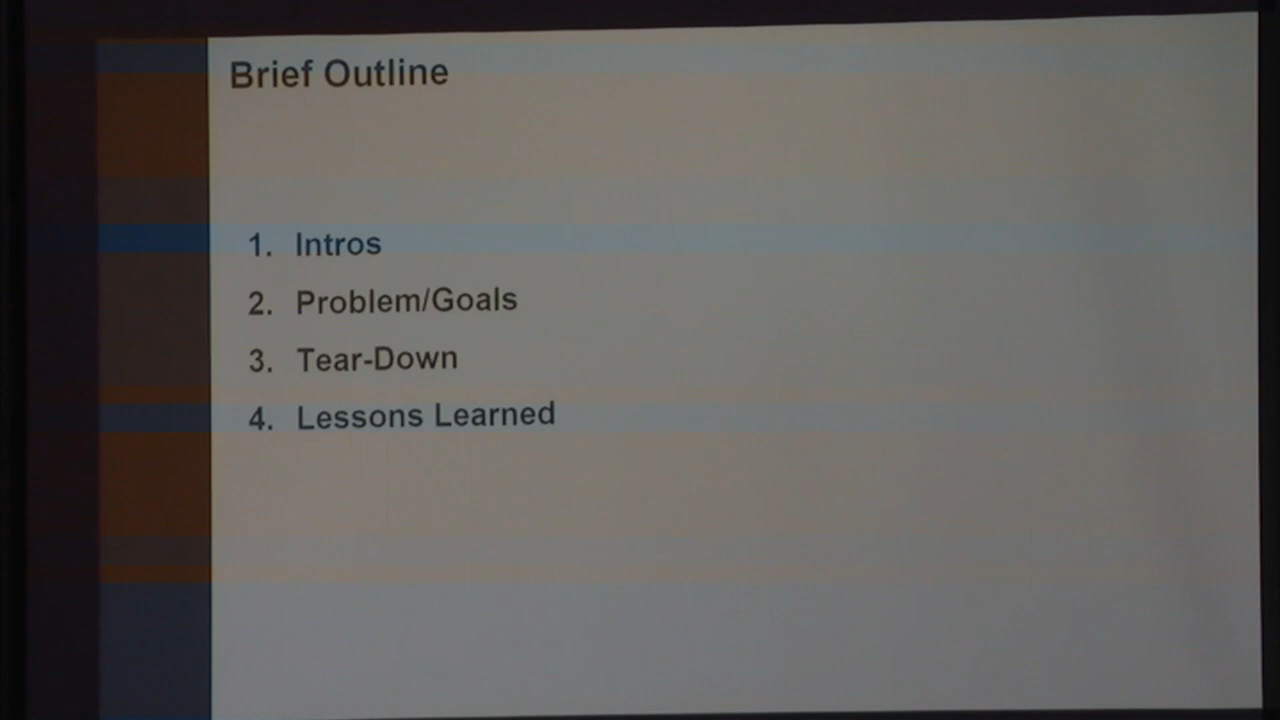 Brief Outline
1. Intros
2. Problem/Goals
3. Tear-Down
4. Lessons Learned